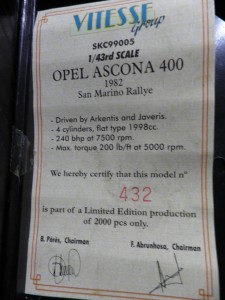 VITESSE
Group
SKC99005
1/43rd SCALE
OPEL ASCONA 400
1982
San Marino Rallye
- Driven by Arkentis and Javeris.
- 4 cylinders, flat type 1998cc.
- 240 bhp at 7500 rpm.
- Max. torque 200 lb/ft at 5000 rpm.
We hereby certify that this model n°
432
is part of a Limited Edition production
of 2000 pcs only.
B. Pérès, Chairman
F. Abrunhosa, Chairman